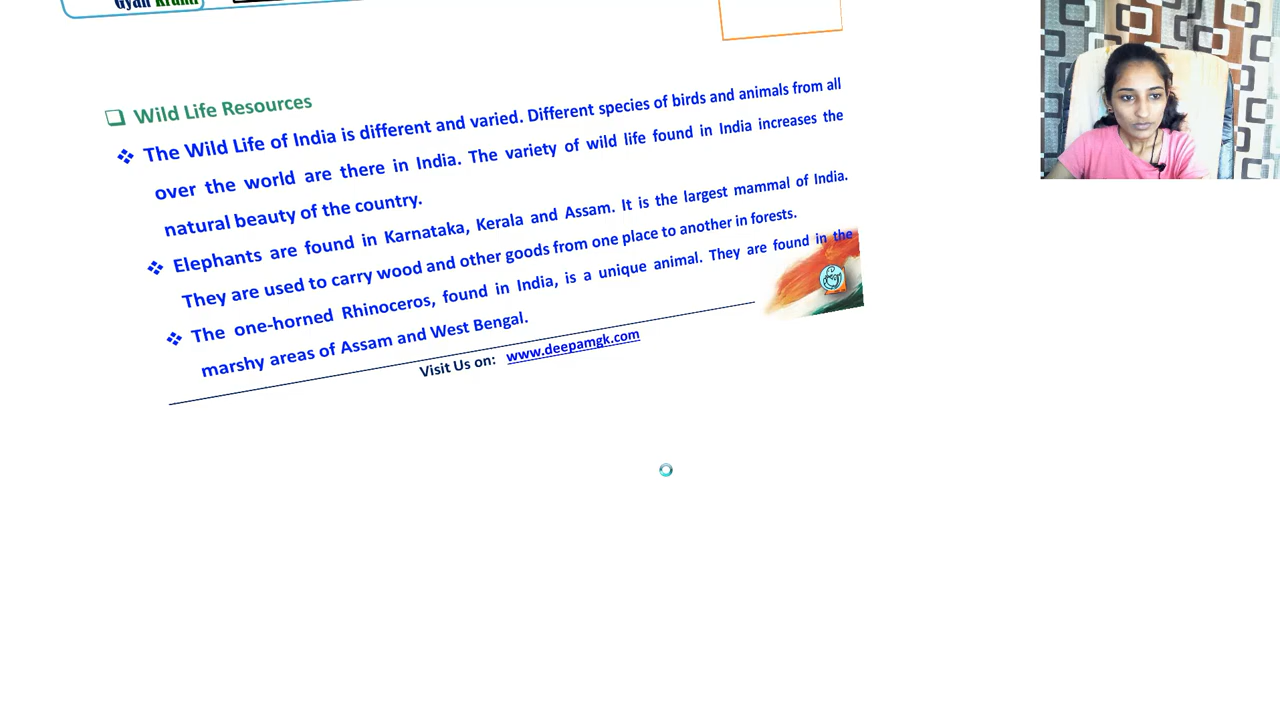 Gyan
Wild Life Resources
The Wild Life of India is different and varied. Different species of birds and animals from all
over the world are there in India. The variety of wild life found in India increases the
natural beauty of the country.
Elephants are found in Karnataka, Kerala and Assam. It is the largest mammal of India.
They are used to carry wood and other goods from one place to another in forests.
The one-horned Rhinoceros, found in India, is a unique animal. They are found in the
marshy areas of Assam and West Bengal.
Visit Us on: www.deepamgk.com